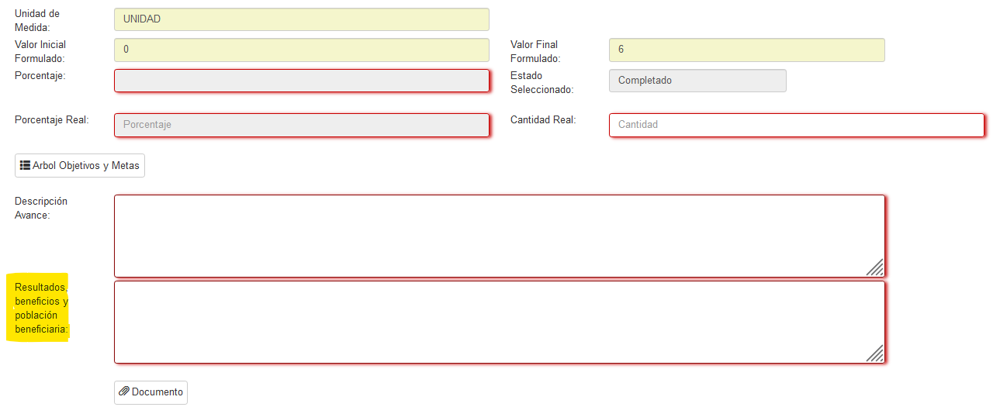 Unidad de
Medida:
UNIDAD
Valor Inicial
Formulado:
0
Valor Final
Formulado:
6
Porcentaje:
Estado
Seleccionado:
Completado
Porcentaje Real:
Porcentaje
Cantidad Real:
Cantidad
Arbol Objetivos y Metas
Descripción
Avance:
Resultados,
beneficios y
población
beneficiaria:
Documento